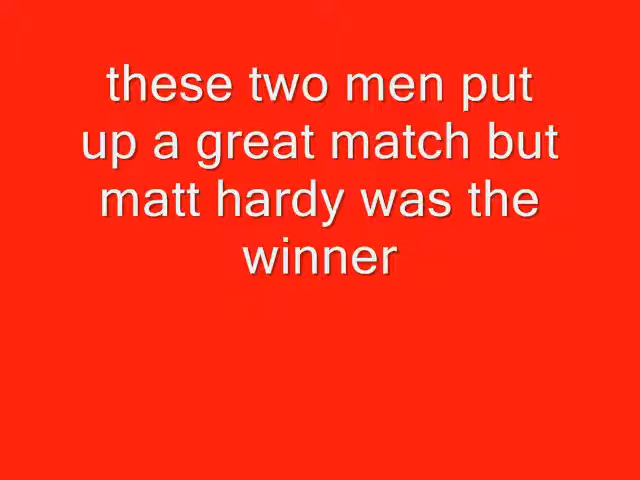 these two men put
up a great match but
matt hardy was the
winner